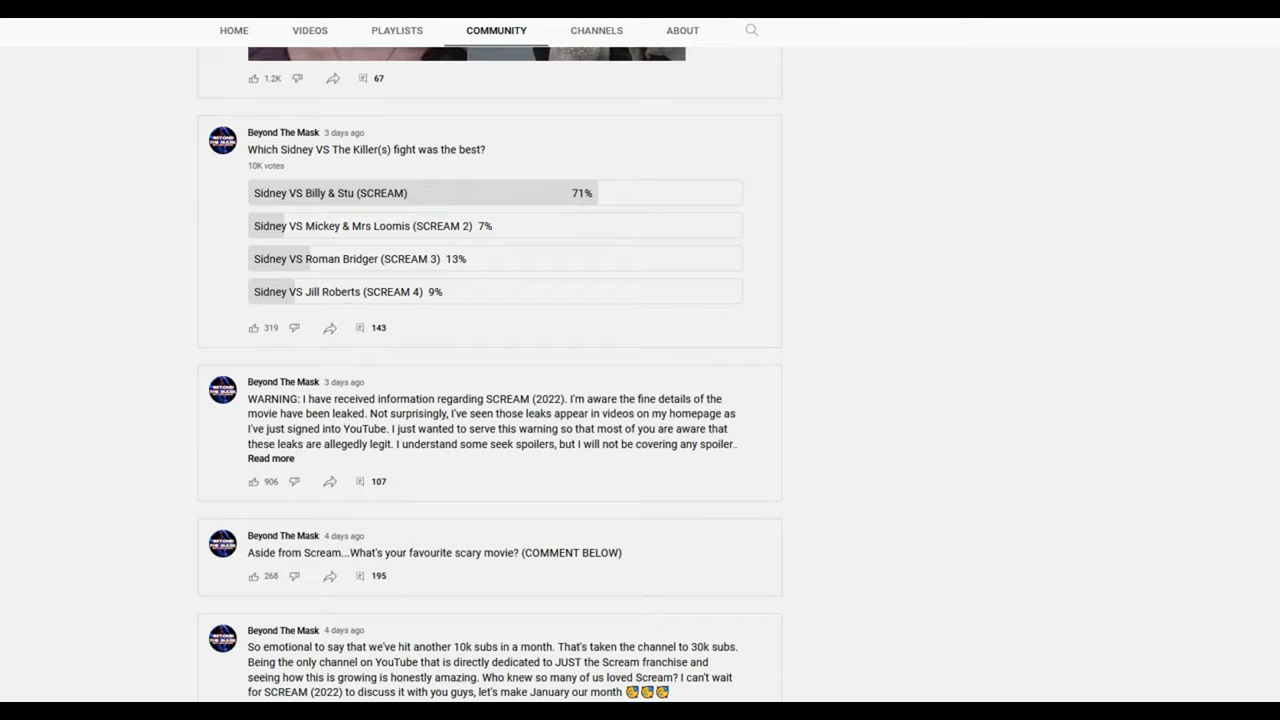 HOME VIDEOS PLAYLISTS COMMUNITY CHANNELS ABOUT
1.2K 67
Beyond The Mask 3 days ago
Which Sidney VS The Killer(s) fight was the best?
10K votes
Sidney VS Billy & Stu (SCREAM) 71%
Sidney VS Mickey & Mrs Loomis (SCREAM 2) 7%
Sidney VS Roman Bridger (SCREAM 3) 13%
Sidney VS Jill Roberts (SCREAM 4) 9%
319 143
Beyond The Mask 3 days ago
WARNING: I have received information regarding SCREAM (2022). I'm aware the fine details of the
movie have been leaked. Not surprisingly, I've seen those leaks appear in videos on my homepage as
I've just signed into YouTube. I just wanted to serve this warning so that most of you are aware that
these leaks are allegedly legit. I understand some seek spoilers, but I will not be covering any spoiler..
Read more
906 107
Beyond The Mask 4 days ago
Aside from Scream...What's your favourite scary movie? (COMMENT BELOW)
268 195
Beyond The Mask 4 days ago
So emotional to say that we've hit another 10k subs in a month. That's taken the channel to 30k subs.
Being the only channel on YouTube that is directly dedicated to JUST the Scream franchise and
seeing how this is growing is honestly amazing. Who knew so many of us loved Scream? I can't wait
for SCREAM (2022) to discuss it with you guys, let's make January our month 🥳🥳🥳